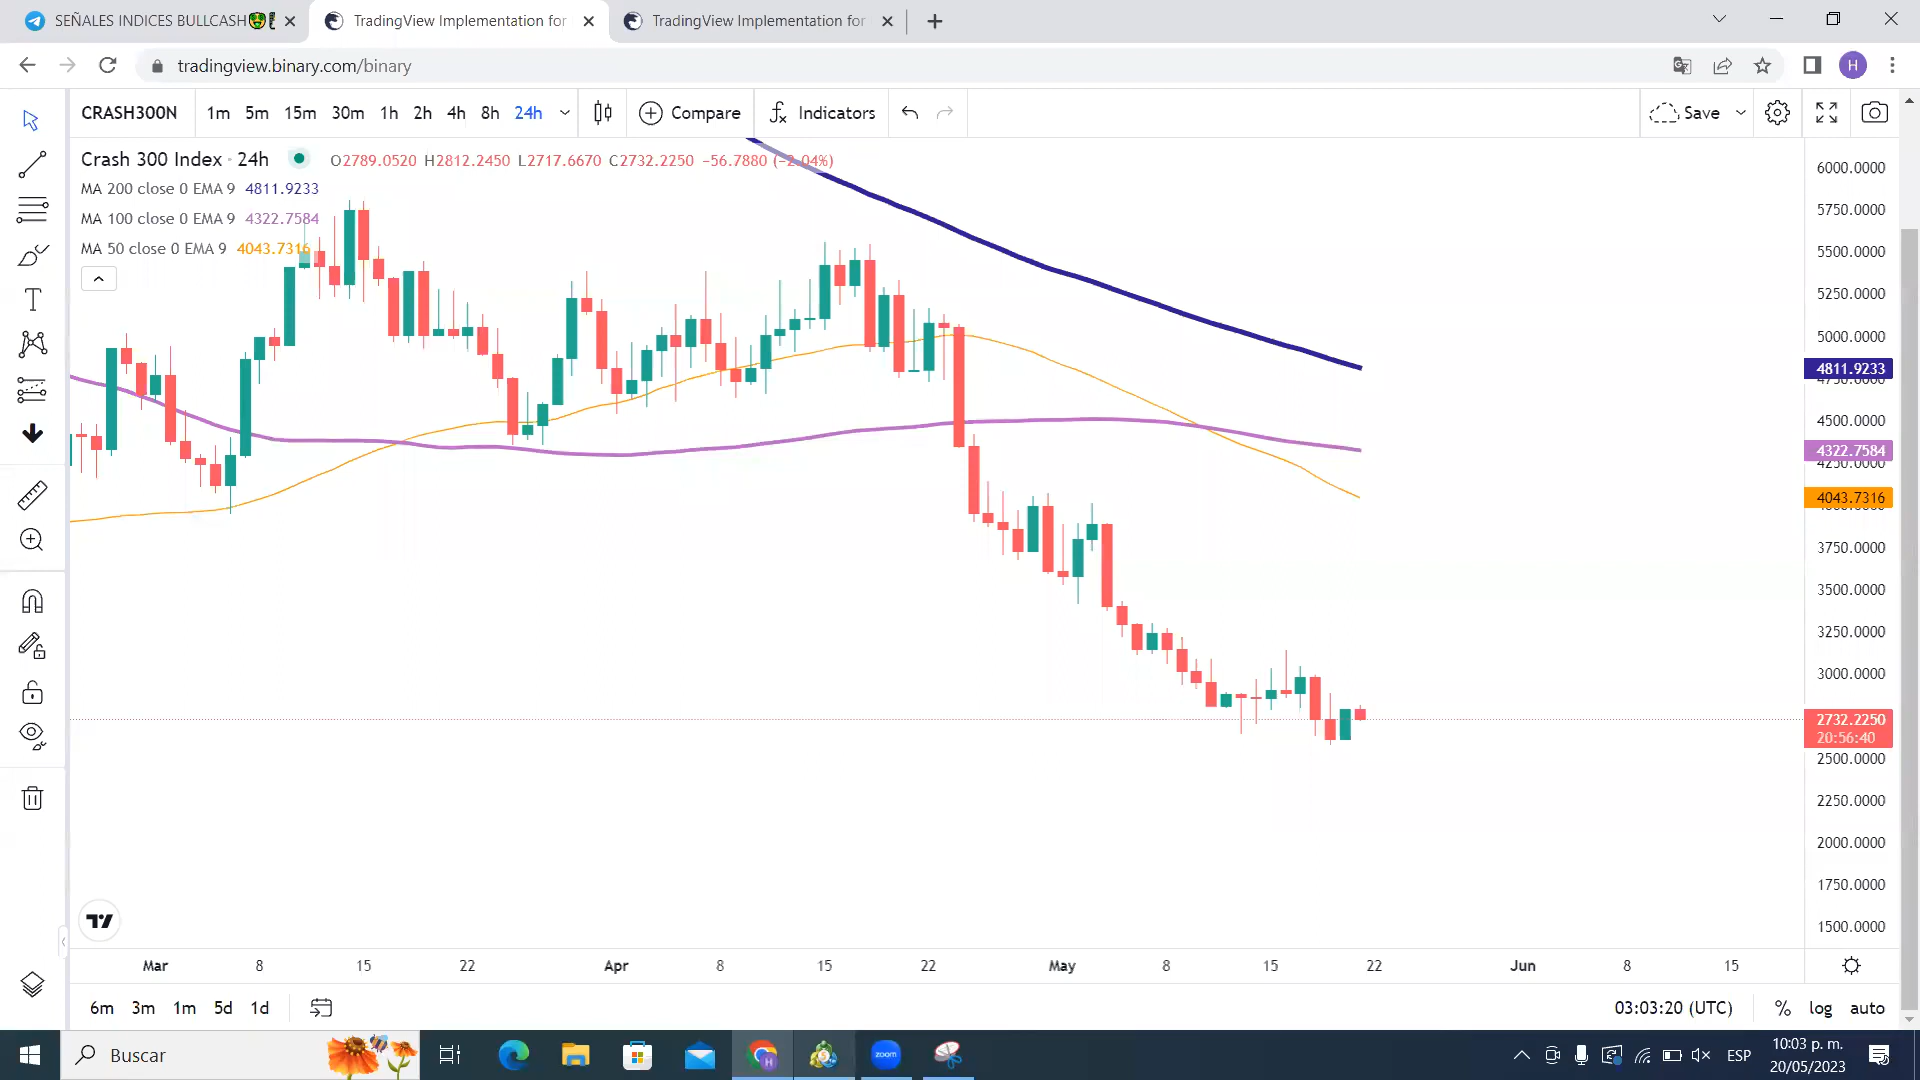 SEÑALES INDICES BULLCASH
TradingView Implementation for
TradingView Implementation for
tradingview.binary.com/binary
H
CRASH300N
1m 5m 15m 30m 1h 2h 4h 8h 24h
Compare
Indicators
Save
Crash 300 Index · 24h
O2789.0520 H2812.2450 L2717.6670 C2732.2250 −56.7880 (−2.04%)
MA 200 close 0 EMA 9 4811.9233
MA 100 close 0 EMA 9 4322.7584
MA 50 close 0 EMA 9 4043.7316
6000.0000
5750.0000
5500.0000
5250.0000
5000.0000
4811.9233
4750.0000
4500.0000
4322.7584
4250.0000
4043.7316
4000.0000
3750.0000
3500.0000
3250.0000
3000.0000
2732.2250
20:56:40
2500.0000
2250.0000
2000.0000
1750.0000
1500.0000
Mar 8 15 22 Apr 8 15 22 May 8 15 22 Jun 8 15
6m 3m 1m 5d 1d
03:03:20 (UTC)
% log auto
Buscar
zoom
H
ESP
10:03 p. m.
20/05/2023